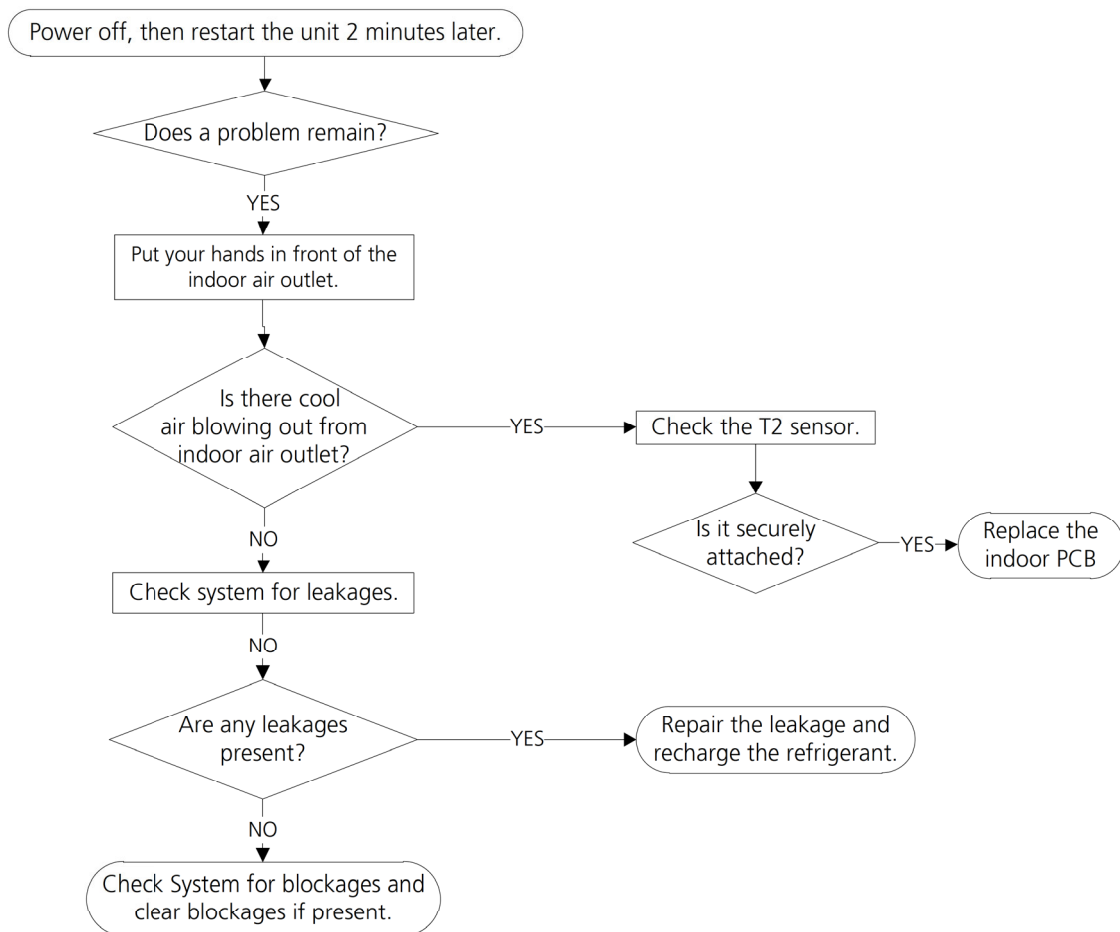 Power off, then restart the unit 2 minutes later.
Does a problem remain?
YES
Put your hands in front of the
indoor air outlet.
Is there cool
air blowing out from
indoor air outlet?
YES
Check the T2 sensor.
Is it securely
attached?
YES
Replace the
indoor PCB
NO
Check system for leakages.
NO
Are any leakages
present?
YES
Repair the leakage and
recharge the refrigerant.
NO
Check System for blockages and
clear blockages if present.